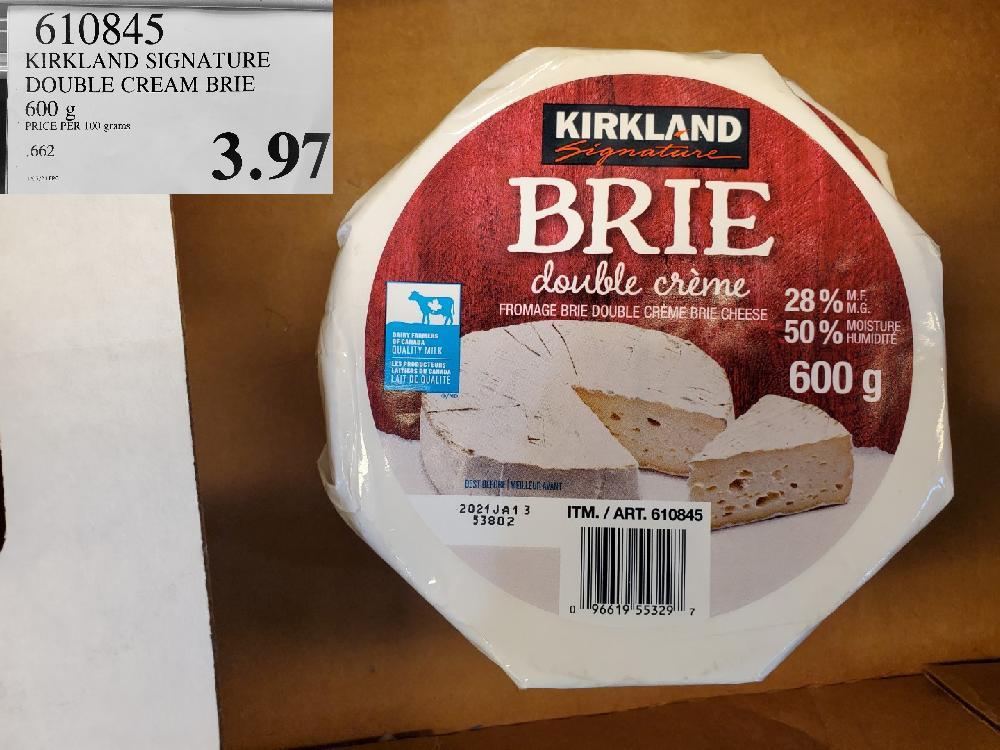 610845
KIRKLAND SIGNATURE
DOUBLE CREAM BRIE
600 g
PRICE PER 100 grams
.662
3.97
KIRKLAND
Signature
BRIE
double crème
FROMAGE BRIE DOUBLE CRÈME BRIE CHEESE
28% M.F.
M.G.
50% MOISTURE
HUMIDITÉ
600 g
DAIRY FARMERS
OF CANADA
QUALITY MILK
LES PRODUCTEURS
LAITIERS DU CANADA
LAIT DE QUALITÉ
BEST BEFORE | MEILLEUR AVANT
2021JA13
53802
ITM. / ART. 610845
0 96619 55329 7